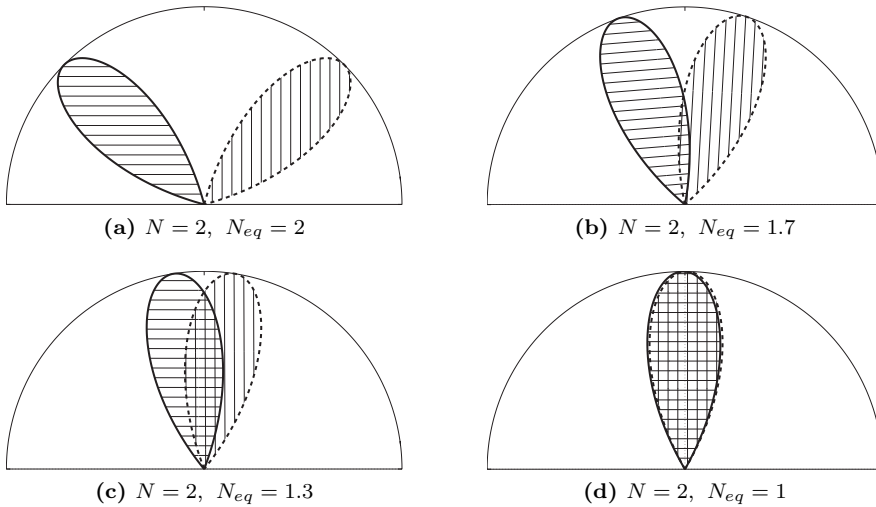 (a) N = 2, N_{eq} = 2
(b) N = 2, N_{eq} = 1.7
(c) N = 2, N_{eq} = 1.3
(d) N = 2, N_{eq} = 1